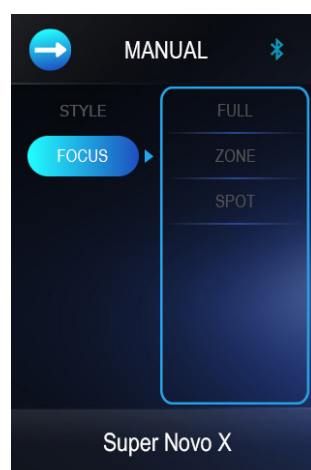 MANUAL
STYLE
FOCUS
FULL
ZONE
SPOT
Super Novo X